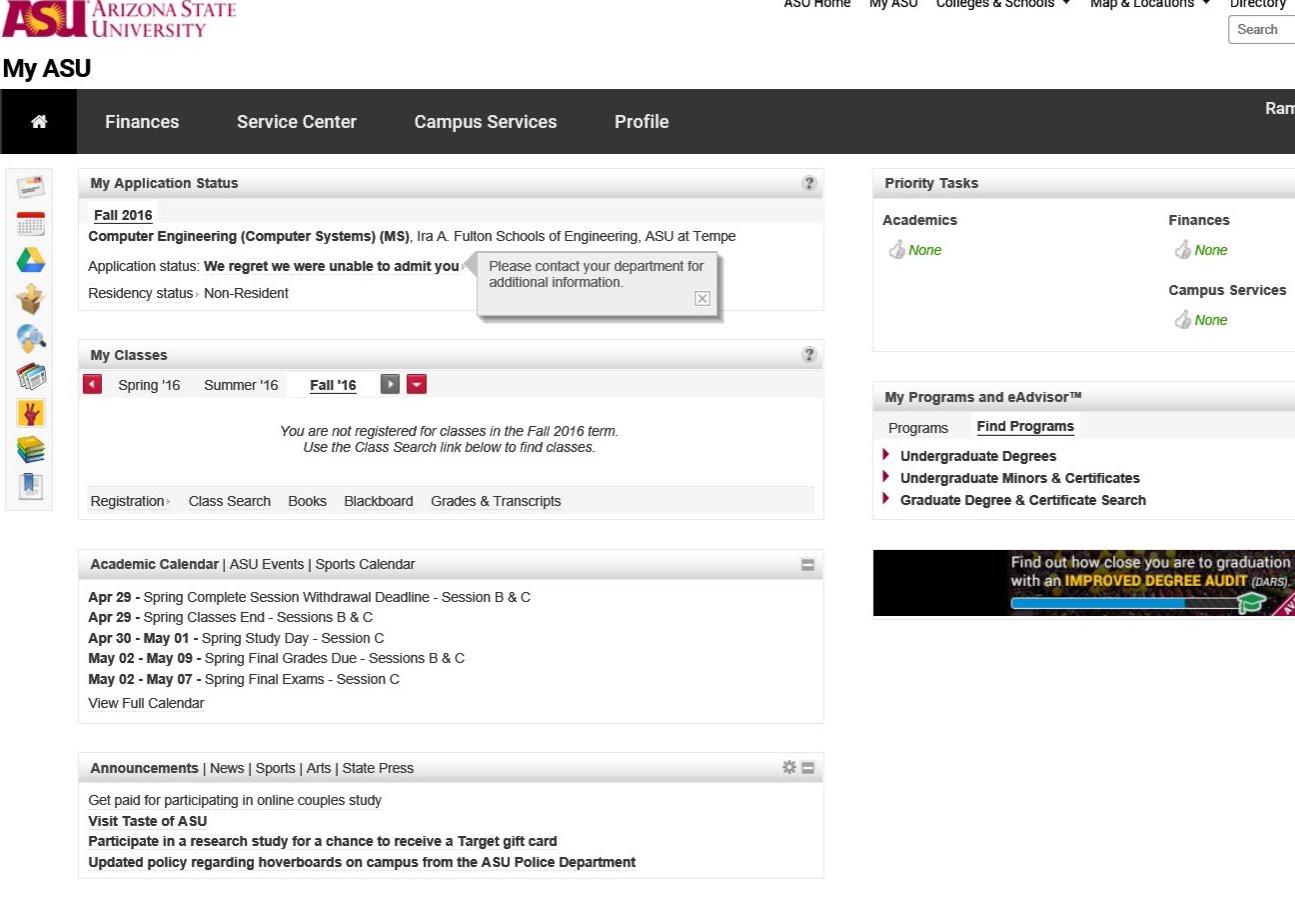 ASU ARIZONA STATE
UNIVERSITY
ASU Home My ASU Colleges & Schools Map & Locations Directory
Search
My ASU
Finances Service Center Campus Services Profile
My Application Status
Fall 2016
Computer Engineering (Computer Systems) (MS), Ira A. Fulton Schools of Engineering, ASU at Tempe
Application status: We regret we were unable to admit you
Please contact your department for
additional information.
Residency status Non-Resident
My Classes
Spring '16 Summer '16 Fall '16
You are not registered for classes in the Fall 2016 term.
Use the Class Search link below to find classes.
Registration Class Search Books Blackboard Grades & Transcripts
Academic Calendar | ASU Events | Sports Calendar
Apr 29 - Spring Complete Session Withdrawal Deadline - Session B & C
Apr 29 - Spring Classes End - Sessions B & C
Apr 30 - May 01 - Spring Study Day - Session C
May 02 - May 09 - Spring Final Grades Due - Sessions B & C
May 02 - May 07 - Spring Final Exams - Session C
View Full Calendar
Announcements | News | Sports | Arts | State Press
Get paid for participating in online couples study
Visit Taste of ASU
Participate in a research study for a chance to receive a Target gift card
Updated policy regarding hoverboards on campus from the ASU Police Department
Priority Tasks
Academics Finances
None None
Campus Services
None
My Programs and eAdvisor™
Programs Find Programs
Undergraduate Degrees
Undergraduate Minors & Certificates
Graduate Degree & Certificate Search
Find out how close you are to graduation
with an IMPROVED DEGREE AUDIT (DARS).